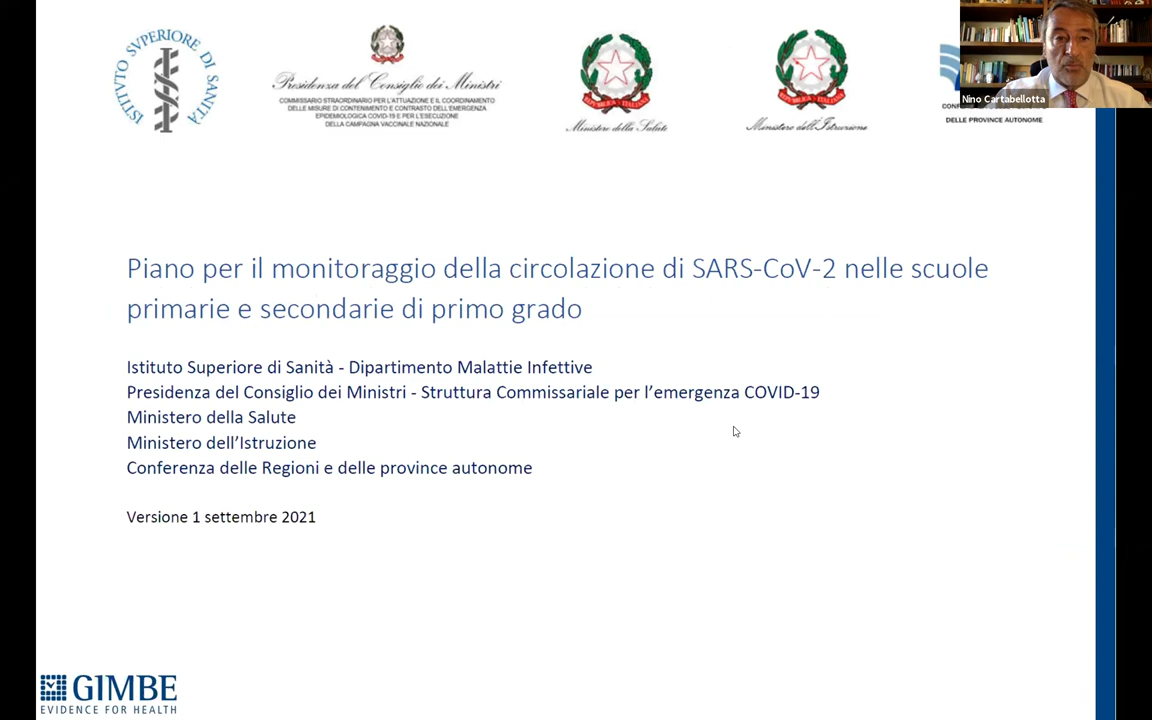 ISTITUTO SUPERIORE DI SANITÀ
Presidenza del Consiglio dei Ministri
COMMISSARIO STRAORDINARIO PER L'ATTUAZIONE E IL COORDINAMENTO
DELLE MISURE DI CONTENIMENTO E CONTRASTO DELL'EMERGENZA
EPIDEMIOLOGICA COVID-19 E PER L'ESECUZIONE
DELLA CAMPAGNA VACCINALE NAZIONALE
Ministero della Salute
Ministero dell'Istruzione
DELLE PROVINCE AUTONOME
Nino Cartabellotta
Piano per il monitoraggio della circolazione di SARS-CoV-2 nelle scuole
primarie e secondarie di primo grado
Istituto Superiore di Sanità - Dipartimento Malattie Infettive
Presidenza del Consiglio dei Ministri - Struttura Commissariale per l'emergenza COVID-19
Ministero della Salute
Ministero dell'Istruzione
Conferenza delle Regioni e delle province autonome
Versione 1 settembre 2021
GIMBE
EVIDENCE FOR HEALTH